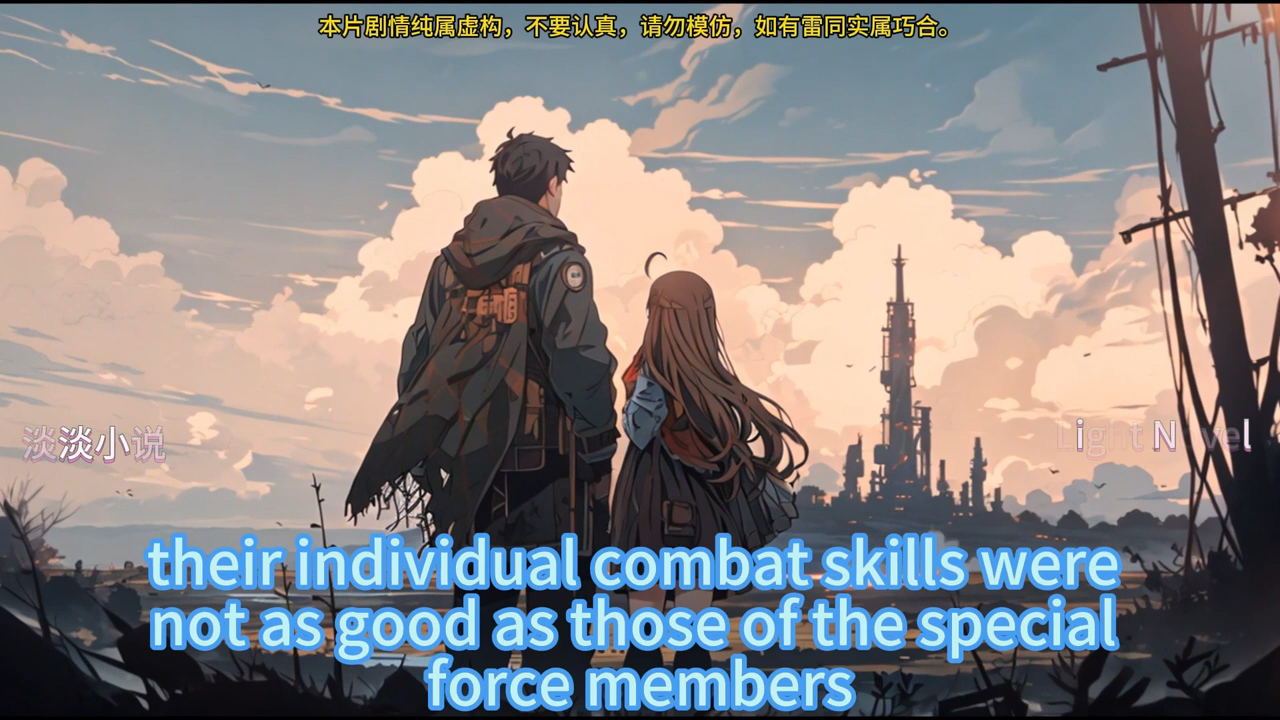 本片剧情纯属虚构，不要认真，请勿模仿，如有雷同实属巧合。
淡淡小说
Light Novel
their individual combat skills were
not as good as those of the special
force members